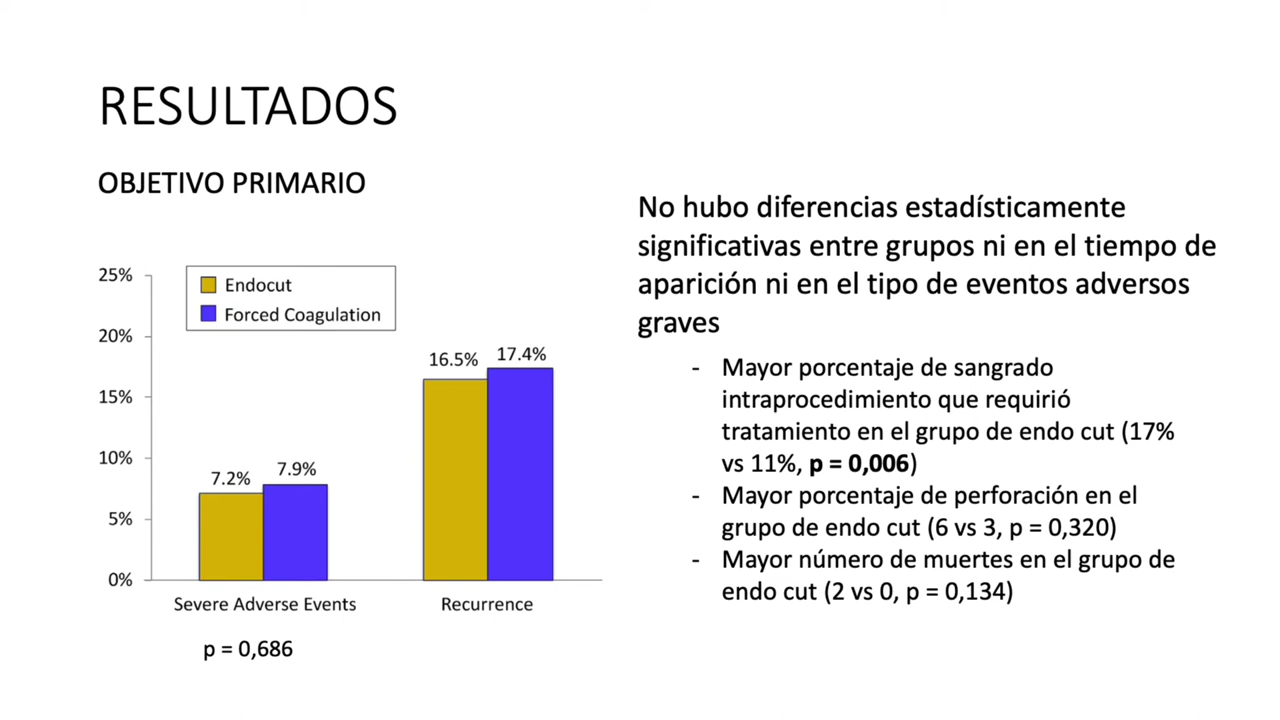 RESULTADOS
OBJETIVO PRIMARIO
25%
20%
15%
10%
5%
0%
Endocut
Forced Coagulation
7.2%
7.9%
16.5%
17.4%
Severe Adverse Events
Recurrence
p = 0,686
No hubo diferencias estadísticamente
significativas entre grupos ni en el tiempo de
aparición ni en el tipo de eventos adversos
graves
- Mayor porcentaje de sangrado
intraprocedimiento que requirió
tratamiento en el grupo de endo cut (17%
vs 11%, p = 0,006)
- Mayor porcentaje de perforación en el
grupo de endo cut (6 vs 3, p = 0,320)
- Mayor número de muertes en el grupo de
endo cut (2 vs 0, p = 0,134)